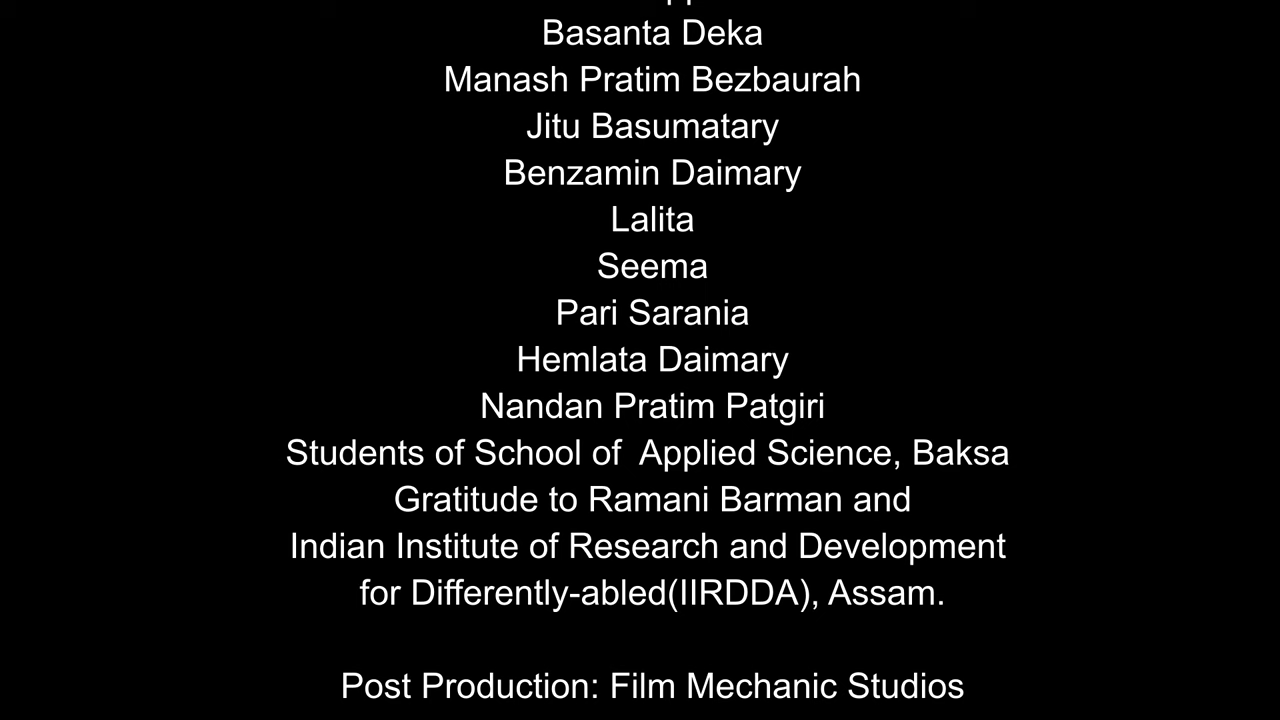 Basanta Deka
Manash Pratim Bezbaurah
Jitu Basumatary
Benzamin Daimary
Lalita
Seema
Pari Sarania
Hemlata Daimary
Nandan Pratim Patgiri
Students of School of  Applied Science, Baksa
Gratitude to Ramani Barman and
Indian Institute of Research and Development
for Differently-abled(IIRDDA), Assam.
Post Production: Film Mechanic Studios